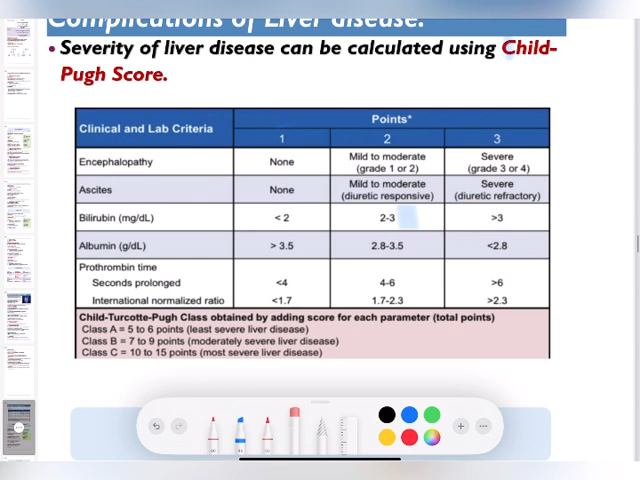 Complications of Liver disease.
• Severity of liver disease can be calculated using Child-
Pugh Score.
Clinical and Lab Criteria
Points*
1 2 3
Encephalopathy None Mild to moderate (grade 1 or 2) Severe (grade 3 or 4)
Ascites None Mild to moderate (diuretic responsive) Severe (diuretic refractory)
Bilirubin (mg/dL) < 2 2-3 >3
Albumin (g/dL) > 3.5 2.8-3.5 <2.8
Prothrombin time
Seconds prolonged <4 4-6 >6
International normalized ratio <1.7 1.7-2.3 >2.3
Child-Turcotte-Pugh Class obtained by adding score for each parameter (total points)
Class A = 5 to 6 points (least severe liver disease)
Class B = 7 to 9 points (moderately severe liver disease)
Class C = 10 to 15 points (most severe liver disease)